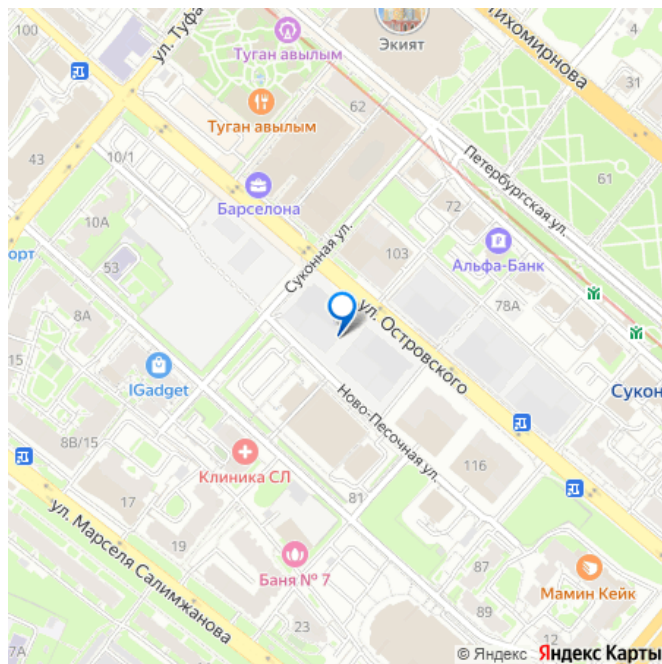 100
ул. Туфа
Туган авылым
Экият
Тихомирнова
4
31
Туган авылым
62
43
10/1
Петербургская ул.
61
Барселона
10А
72
Суконная ул.
103
Альфа-Банк
орт
53
78А
8А
ул. Островского
15
IGadget
Сукон
Ново-Песочная ул.
8В/15
Клиника СЛ
116
17
81
ул. Марселя Салимжанова
19
Баня № 7
87
Мамин Кейк
23
89
12
7А
© Яндекс Яндекс Карты